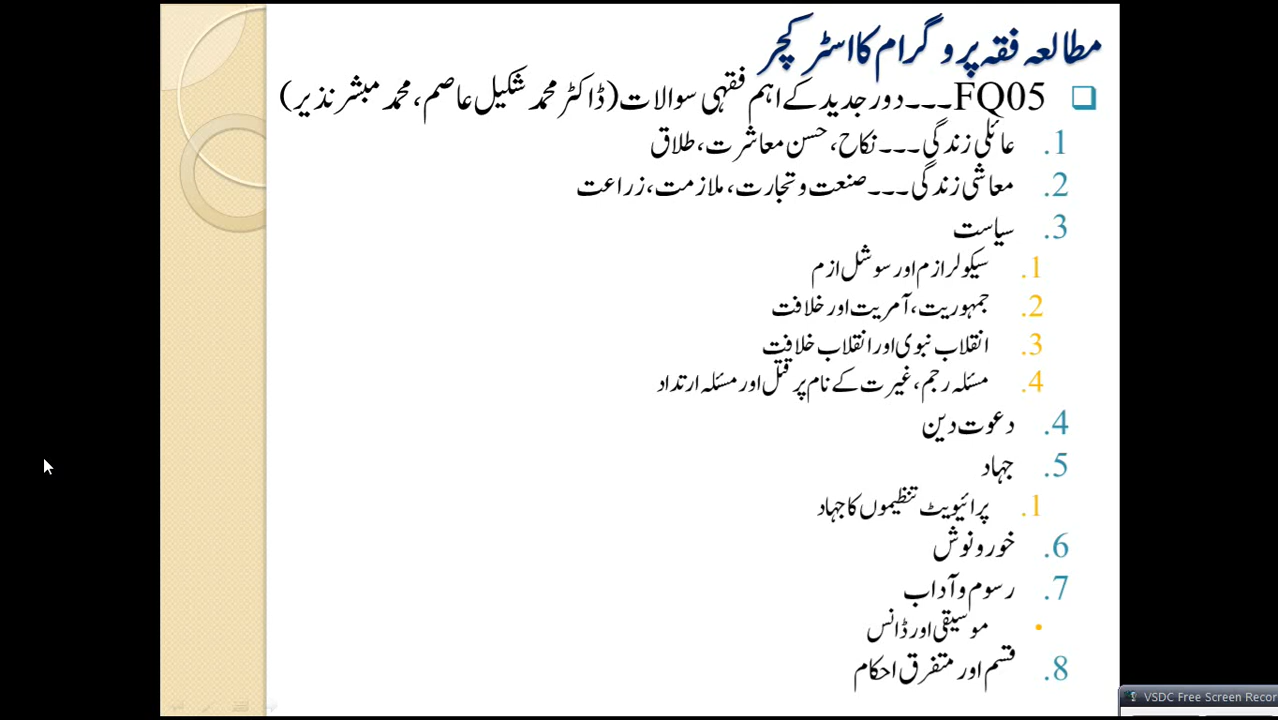 مطالعہ فقہ پروگرام کا اسٹرکچر
FQ05۔۔۔دور جدید کے اہم فقہی سوالات (ڈاکٹر محمد شکیل عاصم، محمد مبشر نذیر)
1. عائلی زندگی۔۔۔نکاح، حسن معاشرت، طلاق
2. معاشی زندگی۔۔۔صنعت و تجارت، ملازمت، زراعت
3. سیاست
1. سیکولرازم اور سوشل ازم
2. جمہوریت، آمریت اور خلافت
3. انقلاب نبوی اور انقلاب خلافت
4. مسئلہ رجم، غیرت کے نام پر قتل اور مسئلہ ارتداد
4. دعوت دین
5. جہاد
1. پرائیویٹ تنظیموں کا جہاد
6. خور و نوش
7. رسوم و آداب
• موسیقی اور ڈانس
8. قسم اور متفرق احکام
VSDC Free Screen Recor